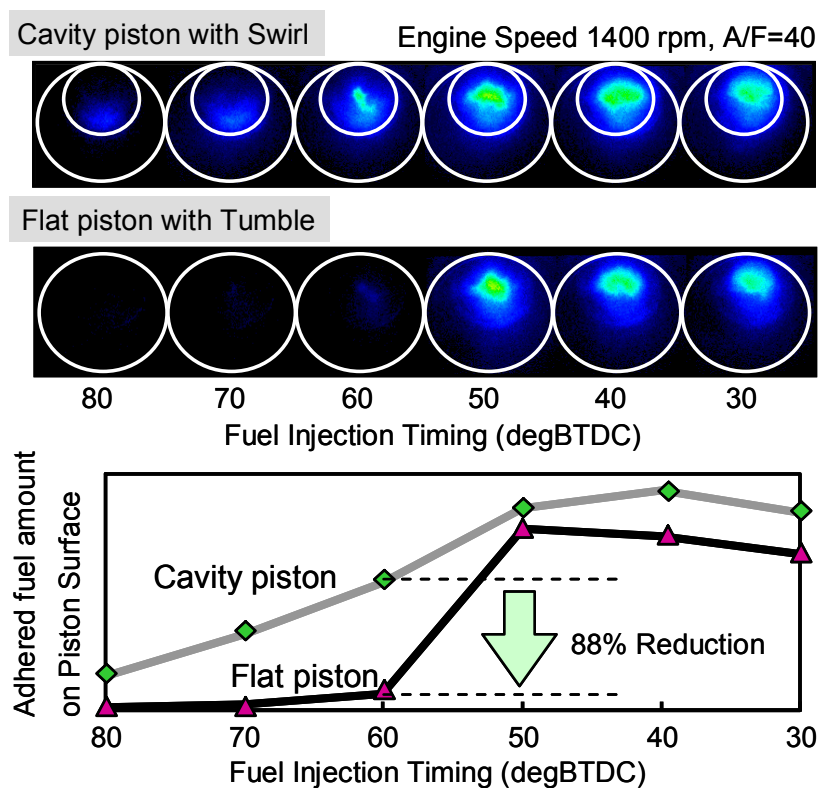 Cavity piston with Swirl
Engine Speed 1400 rpm, A/F=40
Flat piston with Tumble
80 70 60 50 40 30
Fuel Injection Timing (degBTDC)
Adhered fuel amount
on Piston Surface
Cavity piston
88% Reduction
Flat piston
80 70 60 50 40 30
Fuel Injection Timing (degBTDC)